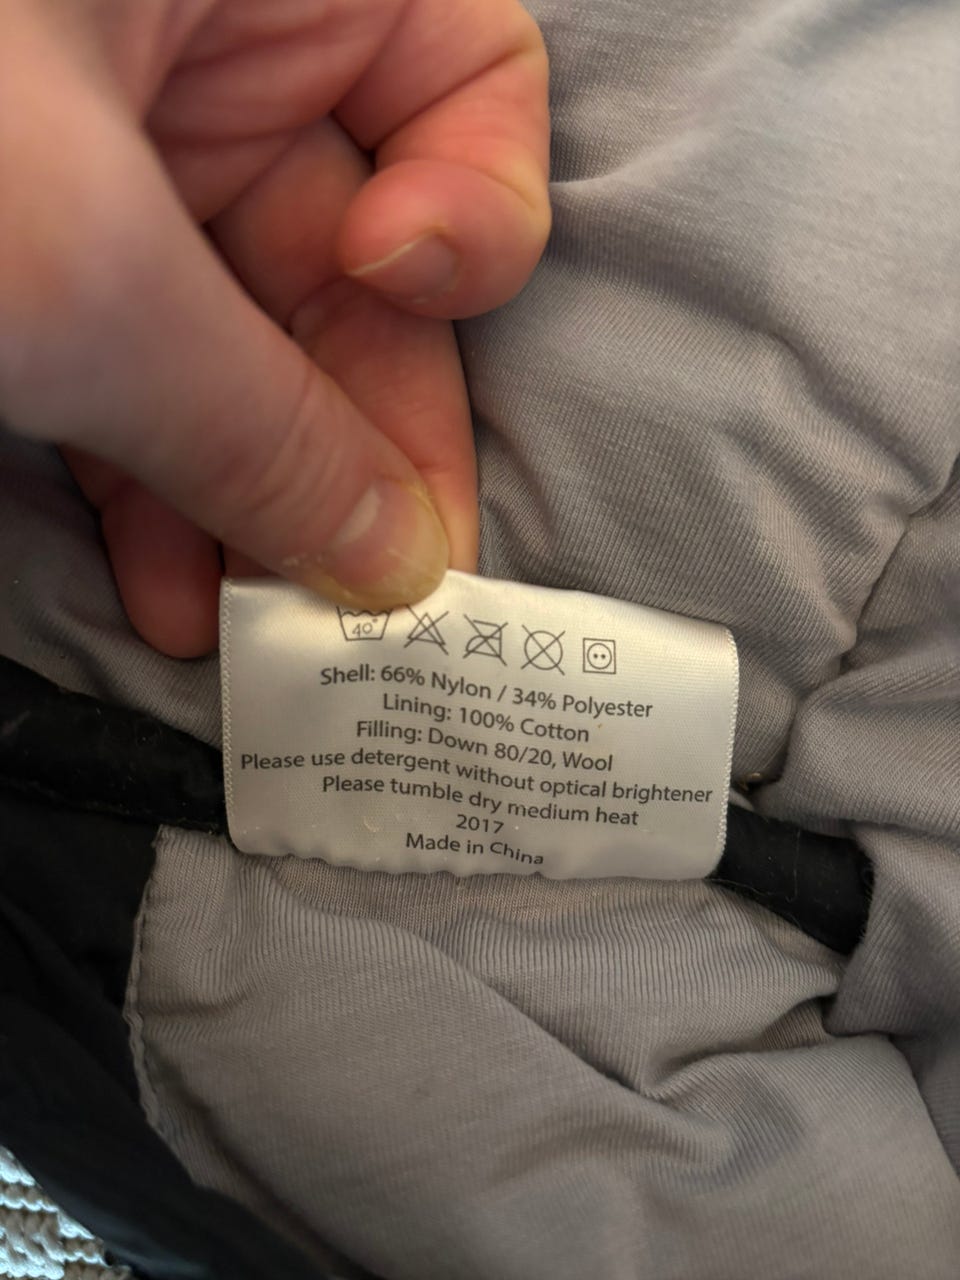 40°
Shell: 66% Nylon / 34% Polyester
Lining: 100% Cotton
Filling: Down 80/20, Wool
Please use detergent without optical brightener
Please tumble dry medium heat
2017
Made in China